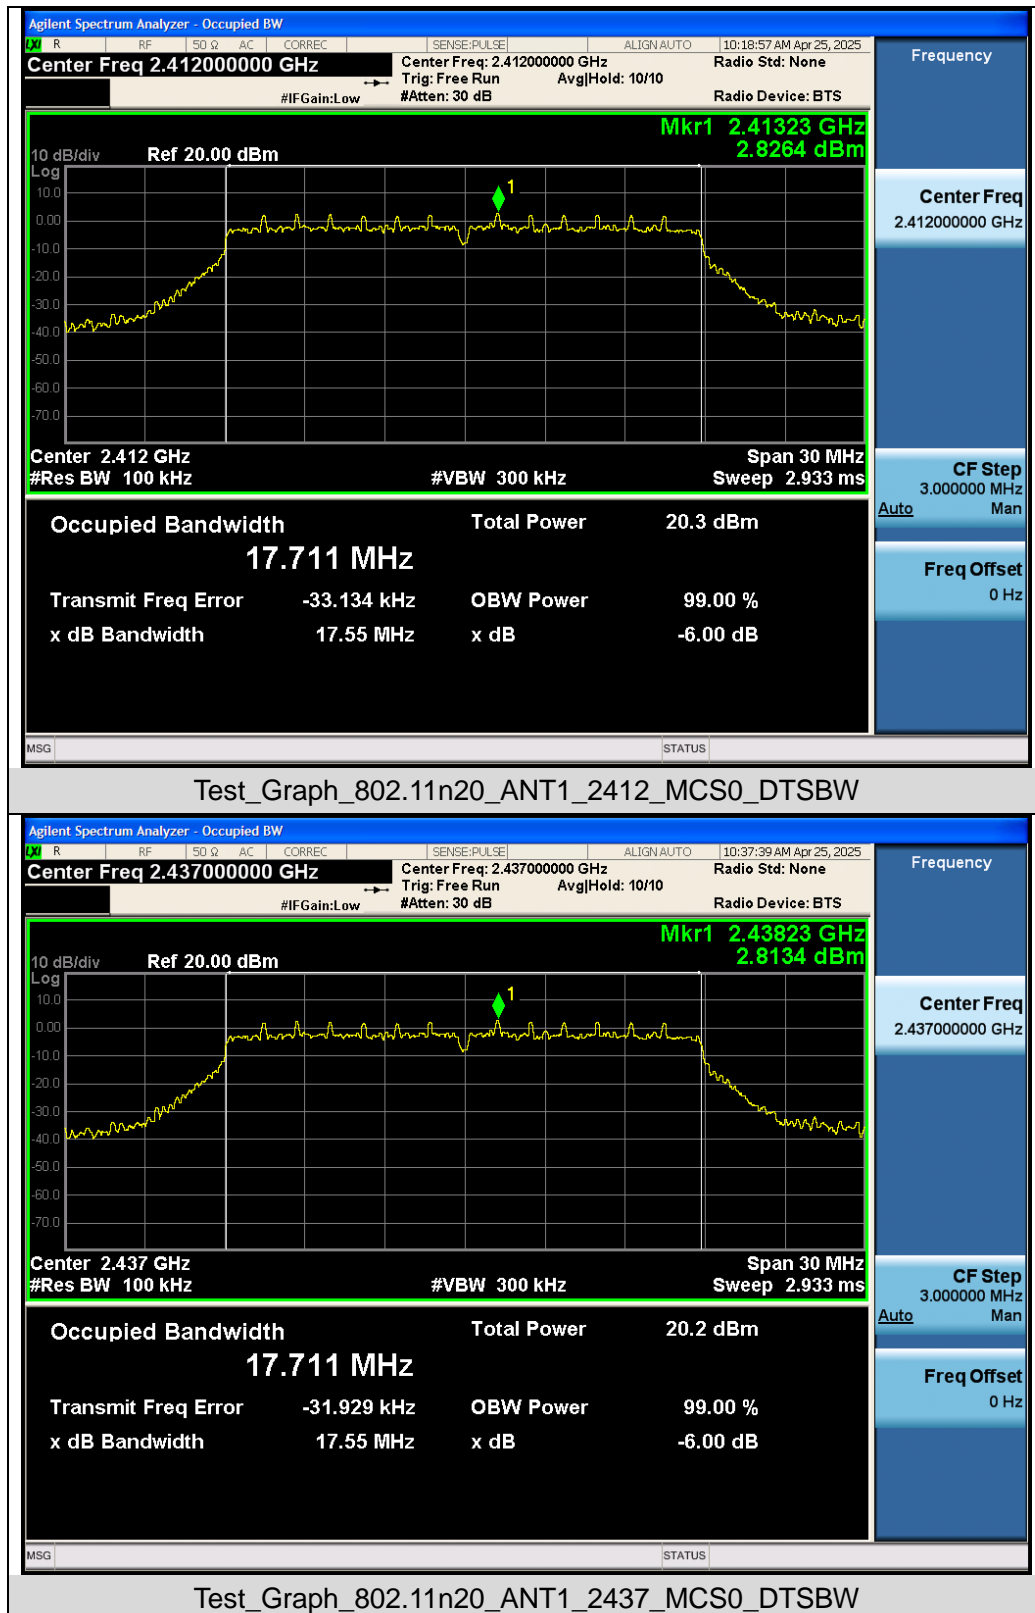 Agilent Spectrum Analyzer - Occupied BW
LXI R RF 50 Ω AC CORREC SENSE:PULSE ALIGN AUTO 10:18:57 AM Apr 25, 2025
Center Freq 2.412000000 GHz Center Freq: 2.412000000 GHz Radio Std: None
Trig: Free Run Avg|Hold: 10/10
#IFGain:Low #Atten: 30 dB Radio Device: BTS
Mkr1 2.41323 GHz
2.8264 dBm
10 dB/div Ref 20.00 dBm
Log
10.0
0.00
-10.0
-20.0
-30.0
-40.0
-50.0
-60.0
-70.0
1
Center 2.412 GHz Span 30 MHz
#Res BW 100 kHz #VBW 300 kHz Sweep 2.933 ms
Occupied Bandwidth Total Power 20.3 dBm
17.711 MHz
Transmit Freq Error -33.134 kHz OBW Power 99.00 %
x dB Bandwidth 17.55 MHz x dB -6.00 dB
MSG STATUS
Frequency
Center Freq
2.412000000 GHz
CF Step
3.000000 MHz
Auto Man
Freq Offset
0 Hz
Test_Graph_802.11n20_ANT1_2412_MCS0_DTSBW
Agilent Spectrum Analyzer - Occupied BW
LXI R RF 50 Ω AC CORREC SENSE:PULSE ALIGN AUTO 10:37:39 AM Apr 25, 2025
Center Freq 2.437000000 GHz Center Freq: 2.437000000 GHz Radio Std: None
Trig: Free Run Avg|Hold: 10/10
#IFGain:Low #Atten: 30 dB Radio Device: BTS
Mkr1 2.43823 GHz
2.8134 dBm
10 dB/div Ref 20.00 dBm
Log
10.0
0.00
-10.0
-20.0
-30.0
-40.0
-50.0
-60.0
-70.0
1
Center 2.437 GHz Span 30 MHz
#Res BW 100 kHz #VBW 300 kHz Sweep 2.933 ms
Occupied Bandwidth Total Power 20.2 dBm
17.711 MHz
Transmit Freq Error -31.929 kHz OBW Power 99.00 %
x dB Bandwidth 17.55 MHz x dB -6.00 dB
MSG STATUS
Frequency
Center Freq
2.437000000 GHz
CF Step
3.000000 MHz
Auto Man
Freq Offset
0 Hz
Test_Graph_802.11n20_ANT1_2437_MCS0_DTSBW